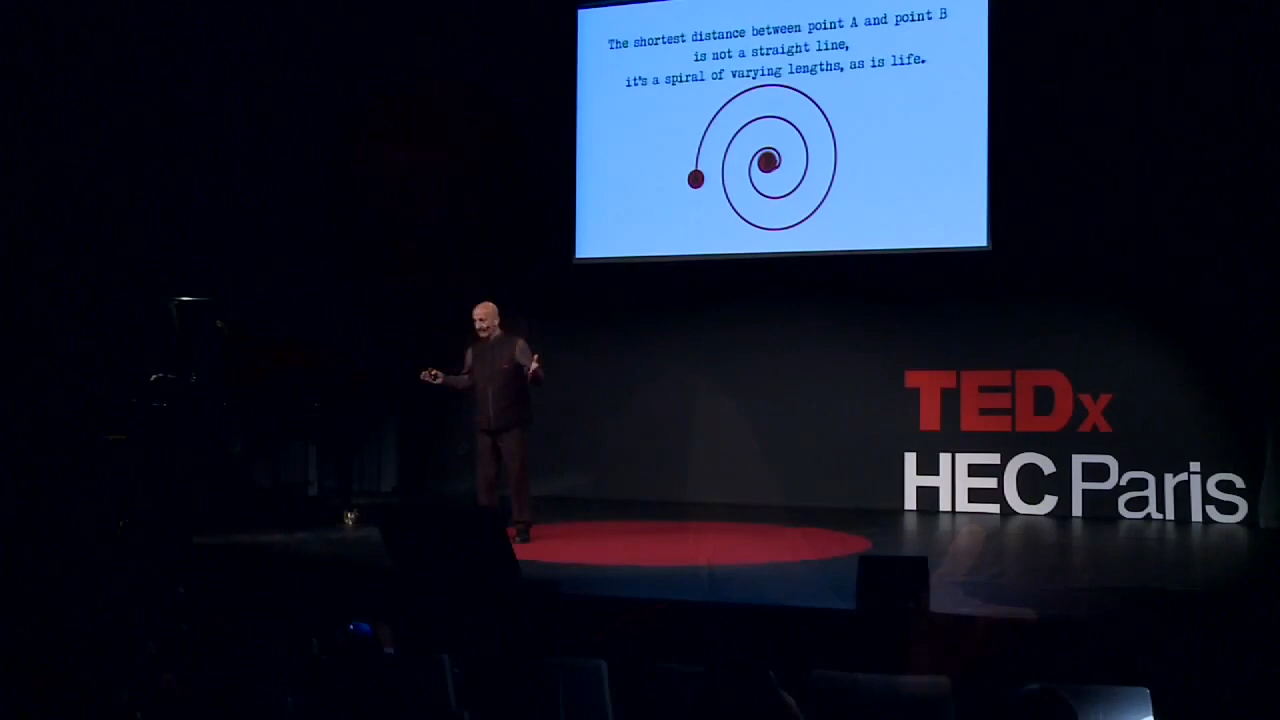 The shortest distance between point A and point B
is not a straight line,
it's a spiral of varying lengths, as is life.
TEDx
HEC Paris